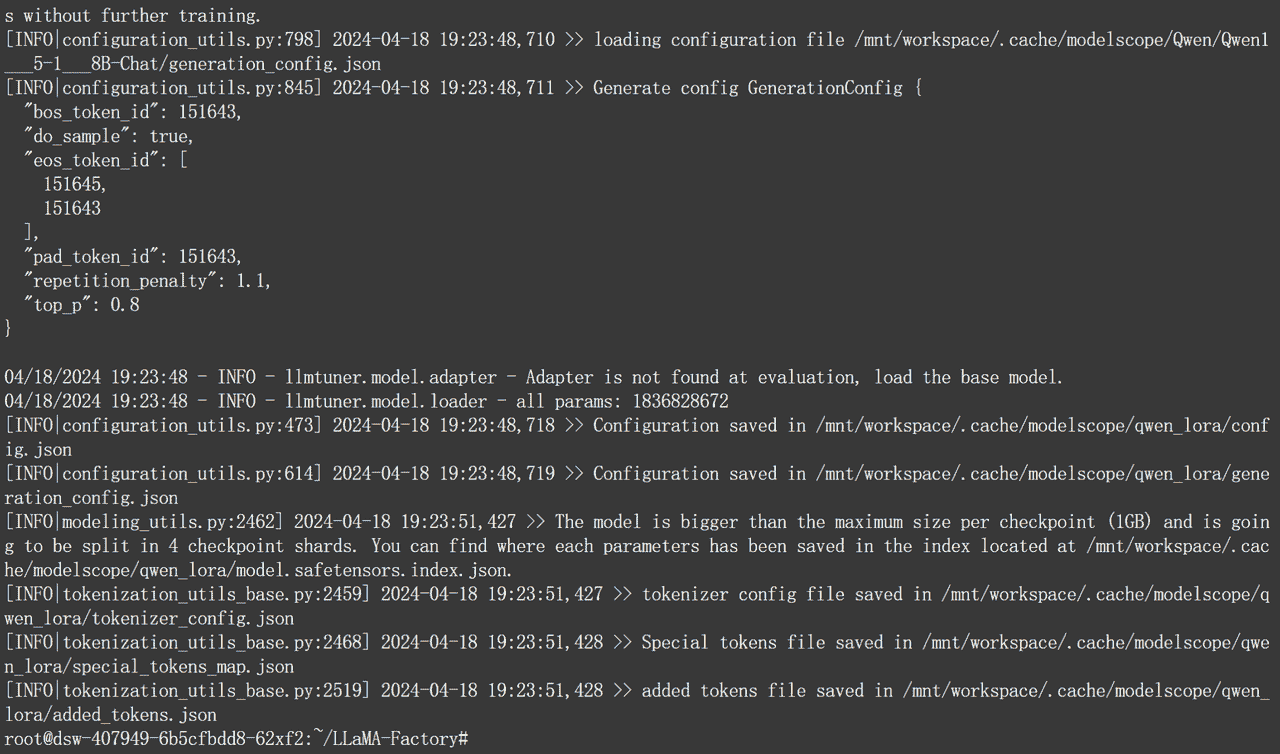 s without further training.
[INFO|configuration_utils.py:798] 2024-04-18 19:23:48,710 >> loading configuration file /mnt/workspace/.cache/modelscope/Qwen/Qwen1
___5-1___8B-Chat/generation_config.json
[INFO|configuration_utils.py:845] 2024-04-18 19:23:48,711 >> Generate config GenerationConfig {
  "bos_token_id": 151643,
  "do_sample": true,
  "eos_token_id": [
    151645,
    151643
  ],
  "pad_token_id": 151643,
  "repetition_penalty": 1.1,
  "top_p": 0.8
}

04/18/2024 19:23:48 - INFO - llmtuner.model.adapter - Adapter is not found at evaluation, load the base model.
04/18/2024 19:23:48 - INFO - llmtuner.model.loader - all params: 1836828672
[INFO|configuration_utils.py:473] 2024-04-18 19:23:48,718 >> Configuration saved in /mnt/workspace/.cache/modelscope/qwen_lora/conf
ig.json
[INFO|configuration_utils.py:614] 2024-04-18 19:23:48,719 >> Configuration saved in /mnt/workspace/.cache/modelscope/qwen_lora/gene
ration_config.json
[INFO|modeling_utils.py:2462] 2024-04-18 19:23:51,427 >> The model is bigger than the maximum size per checkpoint (1GB) and is goin
g to be split in 4 checkpoint shards. You can find where each parameters has been saved in the index located at /mnt/workspace/.cac
he/modelscope/qwen_lora/model.safetensors.index.json.
[INFO|tokenization_utils_base.py:2459] 2024-04-18 19:23:51,427 >> tokenizer config file saved in /mnt/workspace/.cache/modelscope/q
wen_lora/tokenizer_config.json
[INFO|tokenization_utils_base.py:2468] 2024-04-18 19:23:51,428 >> Special tokens file saved in /mnt/workspace/.cache/modelscope/qwe
n_lora/special_tokens_map.json
[INFO|tokenization_utils_base.py:2519] 2024-04-18 19:23:51,428 >> added tokens file saved in /mnt/workspace/.cache/modelscope/qwen_
lora/added_tokens.json
root@dsw-407949-6b5cfbdd8-62xf2:~/LLaMA-Factory#